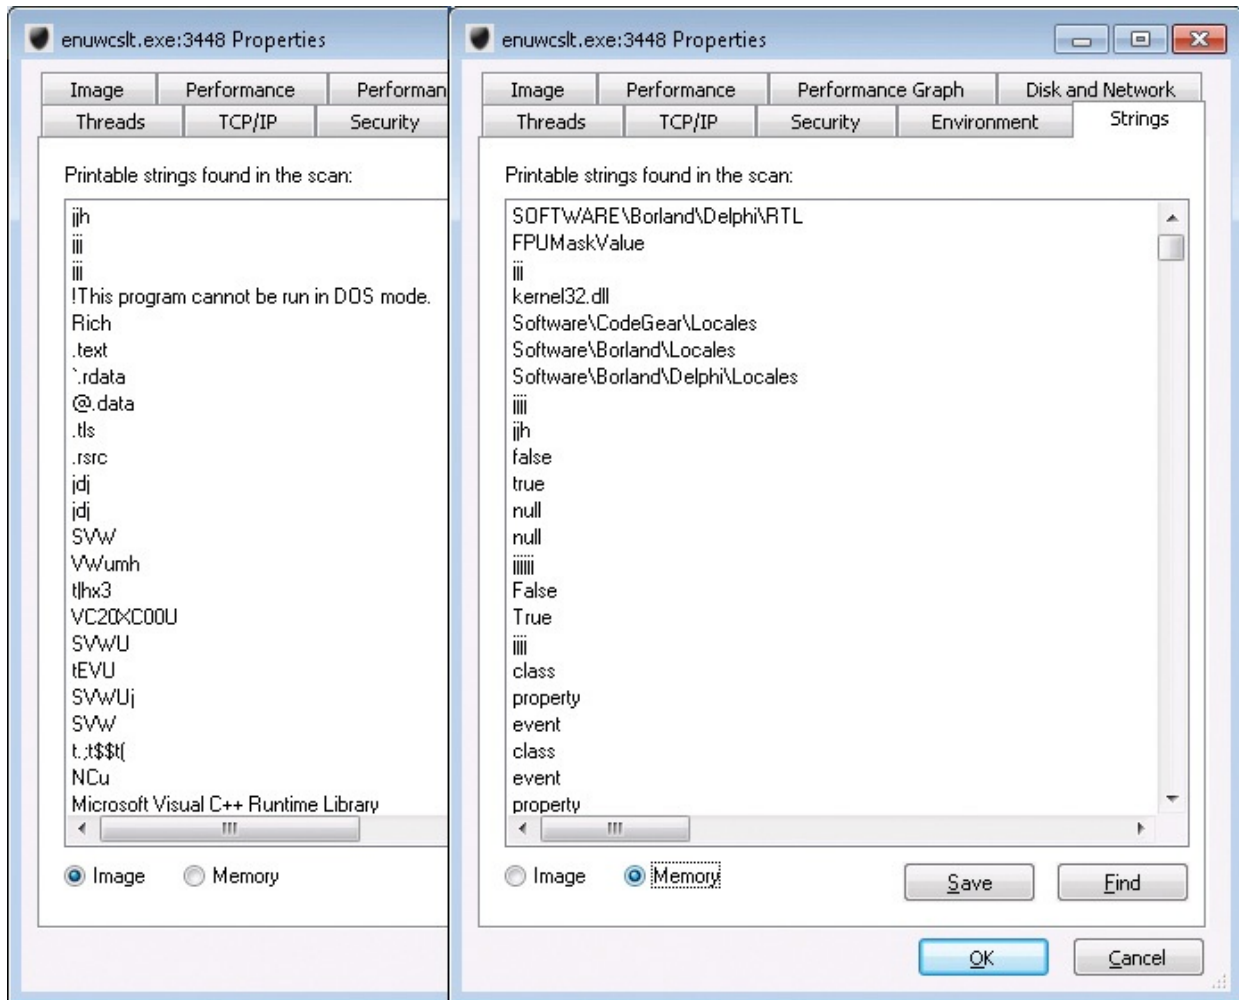 enuwcslt.exe:3448 Properties
Image Performance Performan
Threads TCP/IP Security
Printable strings found in the scan:
jjh
iii
iii
!This program cannot be run in DOS mode.
Rich
.text
`.rdata
@.data
.tls
.rsrc
jdj
jdj
SVW
VWumh
t|hx3
VC20XC00U
SVWU
tEVU
SVWUj
SVW
t.;t$$t(
NCu
Microsoft Visual C++ Runtime Library
Image Memory
enuwcslt.exe:3448 Properties
Image Performance Performance Graph Disk and Network
Threads TCP/IP Security Environment Strings
Printable strings found in the scan:
SOFTWARE\Borland\Delphi\RTL
FPUMaskValue
iii
kernel32.dll
Software\CodeGear\Locales
Software\Borland\Locales
Software\Borland\Delphi\Locales
iiii
jjh
false
true
null
null
iiiiii
False
True
iiii
class
property
event
class
event
property
Image Memory Save Find
OK Cancel